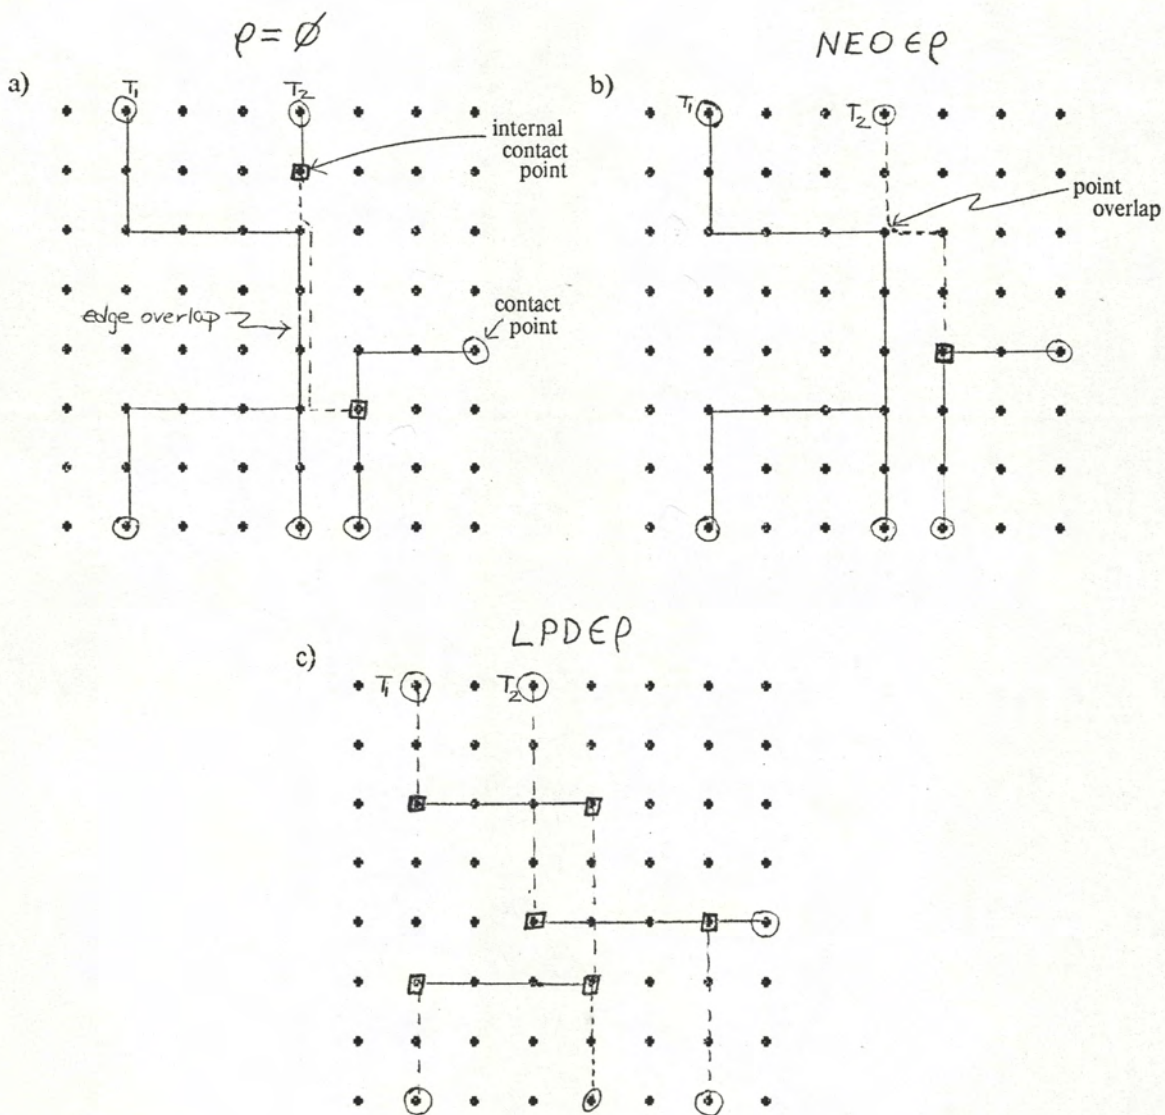 ρ = ∅
NEO ∈ ρ
a)
T₁
T₂
internal
contact
point
edge overlap
contact
point
b)
T₁
T₂
point
overlap
LPD ∈ ρ
c)
T₁
T₂